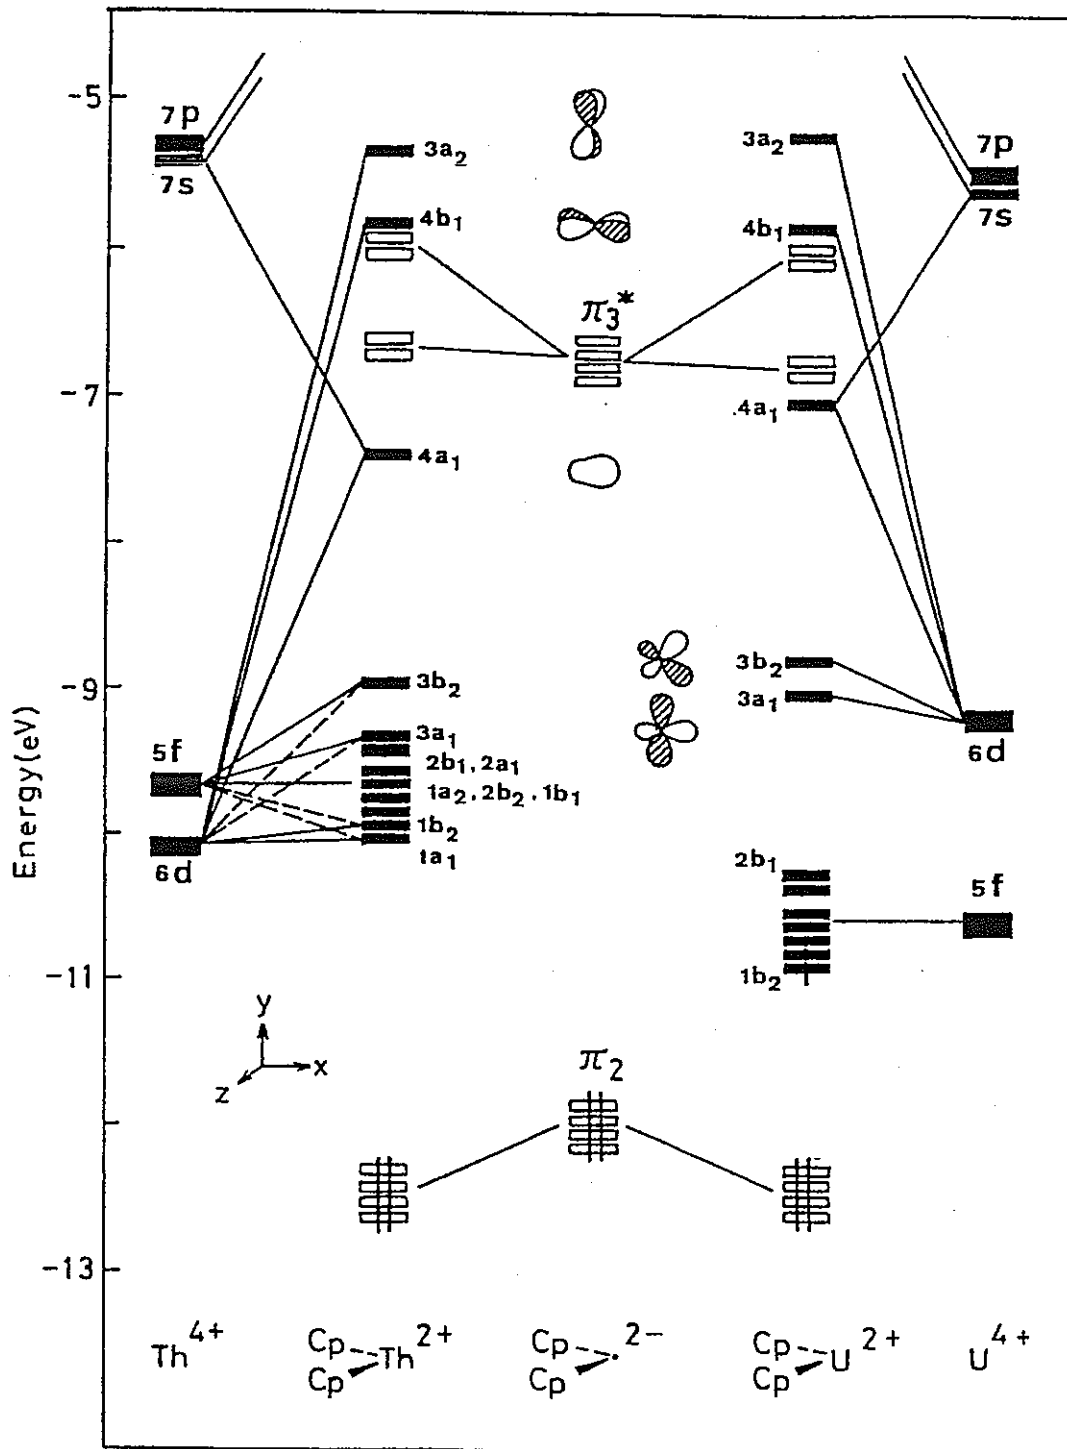 Energy(eV)
-5
-7
-9
-11
-13
7p
7s
5f
6d
3a₂
4b₁
4a₁
3b₂
3a₁
2b₁, 2a₁
1a₂, 2b₂, 1b₁
1b₂
1a₁
π₃*
π₂
3a₂
4b₁
4a₁
3b₂
3a₁
2b₁
1b₂
7p
7s
6d
5f
y
x
z
Th⁴⁺
Cp
Cp Th²⁺
Cp
Cp 2-
Cp
Cp U²⁺
U⁴⁺